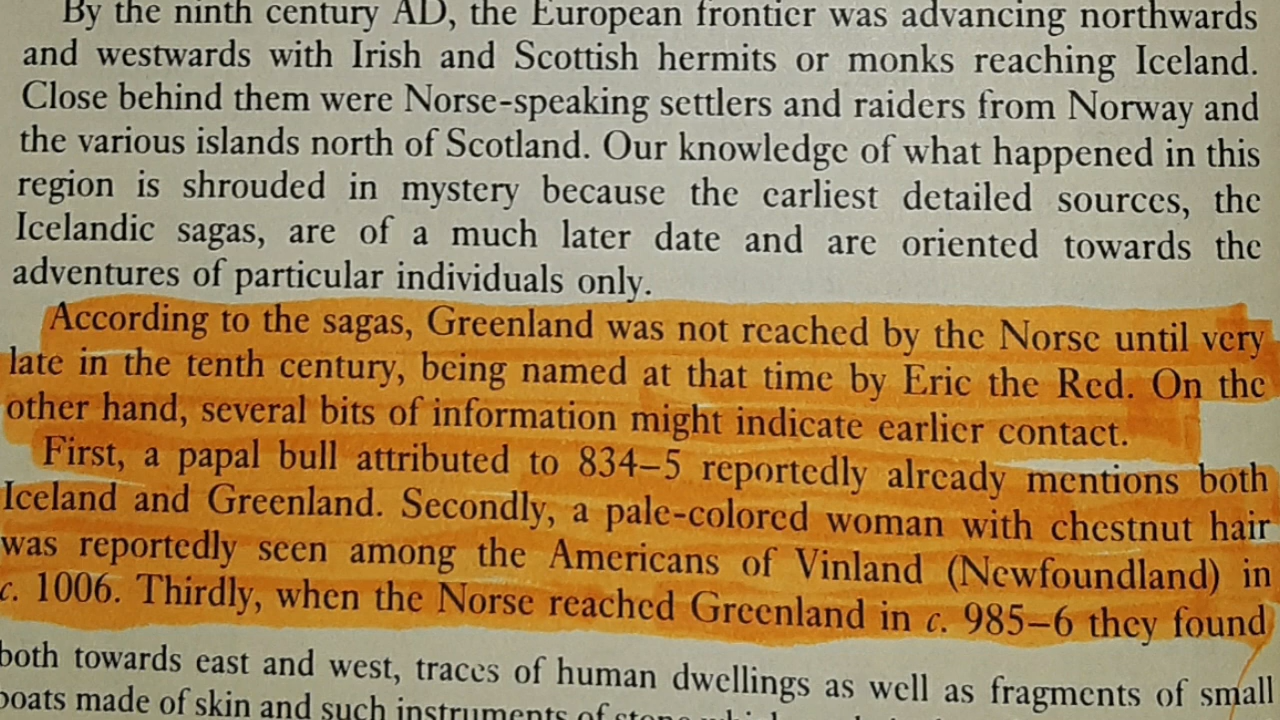 By the ninth century AD, the European frontier was advancing northwards
and westwards with Irish and Scottish hermits or monks reaching Iceland.
Close behind them were Norse-speaking settlers and raiders from Norway and
the various islands north of Scotland. Our knowledge of what happened in this
region is shrouded in mystery because the earliest detailed sources, the
Icelandic sagas, are of a much later date and are oriented towards the
adventures of particular individuals only.
According to the sagas, Greenland was not reached by the Norse until very
late in the tenth century, being named at that time by Eric the Red. On the
other hand, several bits of information might indicate earlier contact.
First, a papal bull attributed to 834–5 reportedly already mentions both
Iceland and Greenland. Secondly, a pale-colored woman with chestnut hair
was reportedly seen among the Americans of Vinland (Newfoundland) in
c. 1006. Thirdly, when the Norse reached Greenland in c. 985–6 they found
both towards east and west, traces of human dwellings as well as fragments of small
boats made of skin and such instruments of stone